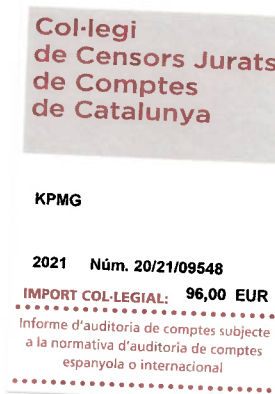 Col·legi
de Censors Jurats
de Comptes
de Catalunya
KPMG
2021 Núm. 20/21/09548
IMPORT COL·LEGIAL: 96,00 EUR
Informe d'auditoria de comptes subjecte
a la normativa d'auditoria de comptes
espanyola o internacional